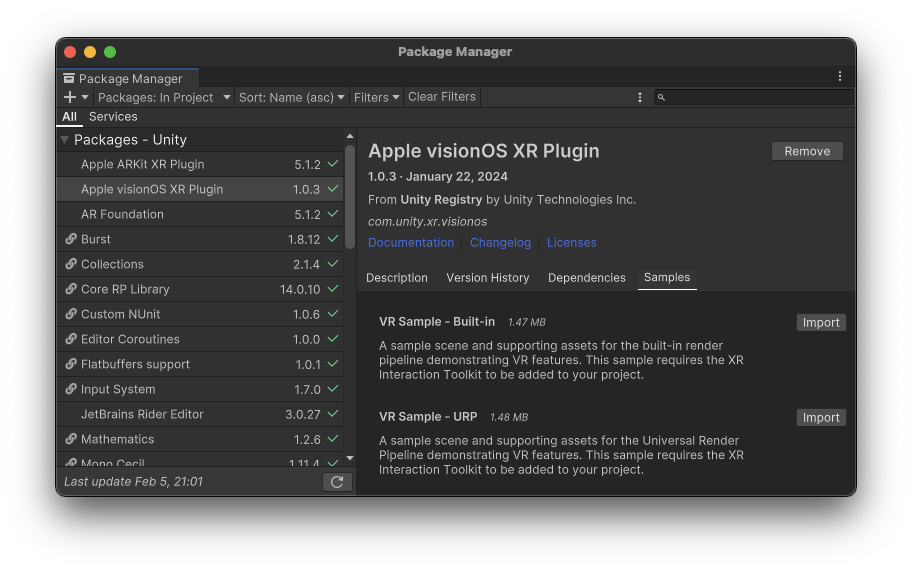 Package Manager
Package Manager
Packages: In Project
Sort: Name (asc)
Filters
Clear Filters
All
Services
Packages - Unity
Apple ARKit XR Plugin 5.1.2
Apple visionOS XR Plugin 1.0.3
AR Foundation 5.1.2
Burst 1.8.12
Collections 2.1.4
Core RP Library 14.0.10
Custom NUnit 1.0.6
Editor Coroutines 1.0.0
Flatbuffers support 1.0.1
Input System 1.7.0
JetBrains Rider Editor 3.0.27
Mathematics 1.2.6
Mono Cecil 1.11.4
Last update Feb 5, 21:01
Apple visionOS XR Plugin
Remove
1.0.3 · January 22, 2024
From Unity Registry by Unity Technologies Inc.
com.unity.xr.visionos
Documentation
Changelog
Licenses
Description
Version History
Dependencies
Samples
VR Sample - Built-in 1.47 MB
Import
A sample scene and supporting assets for the built-in render
pipeline demonstrating VR features. This sample requires the XR
Interaction Toolkit to be added to your project.
VR Sample - URP 1.48 MB
Import
A sample scene and supporting assets for the Universal Render
Pipeline demonstrating VR features. This sample requires the XR
Interaction Toolkit to be added to your project.